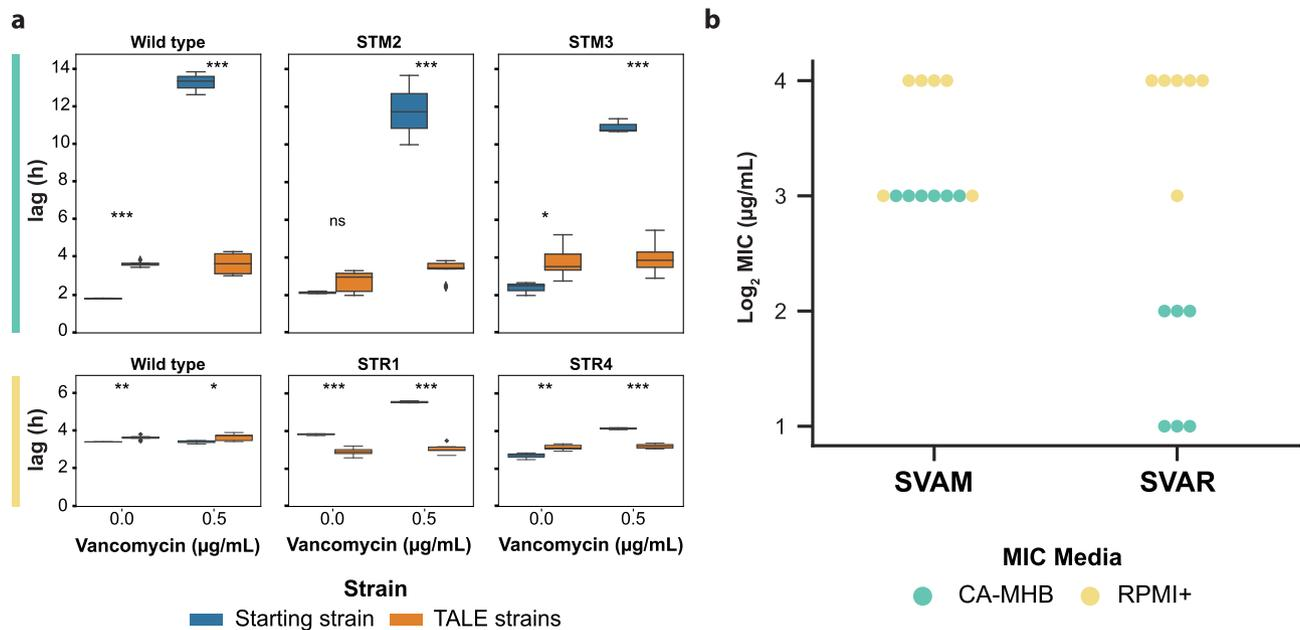 a
b
Wild type
STM2
STM3
14
12
10
8
6
4
2
0
lag (h)
***
***
ns
***
*
***
Wild type
STR1
STR4
6
4
2
0
lag (h)
**
*
***
***
**
***
0.0
0.5
0.0
0.5
0.0
0.5
Vancomycin (µg/mL)
Vancomycin (µg/mL)
Vancomycin (µg/mL)
Strain
Starting strain
TALE strains
4
3
2
1
Log₂ MIC (µg/mL)
SVAM
SVAR
MIC Media
CA-MHB
RPMI+